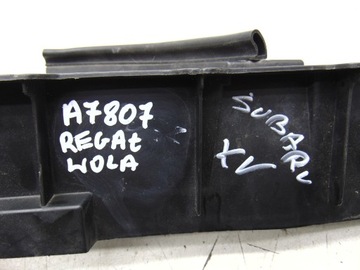 A7807
REGAŁ
WOLA
SUBARU
XV